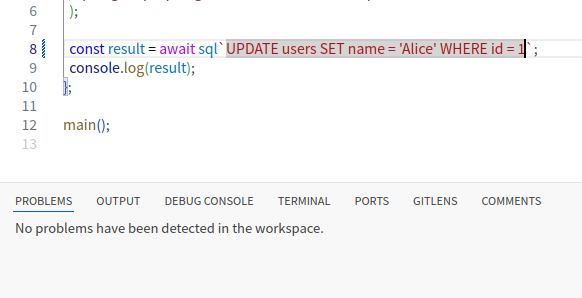 6 );
7
8 const result = await sql`UPDATE users SET name = 'Alice' WHERE id = 1`;
9 console.log(result);
10 };
11
12 main();
13
PROBLEMS OUTPUT DEBUG CONSOLE TERMINAL PORTS GITLENS COMMENTS
No problems have been detected in the workspace.